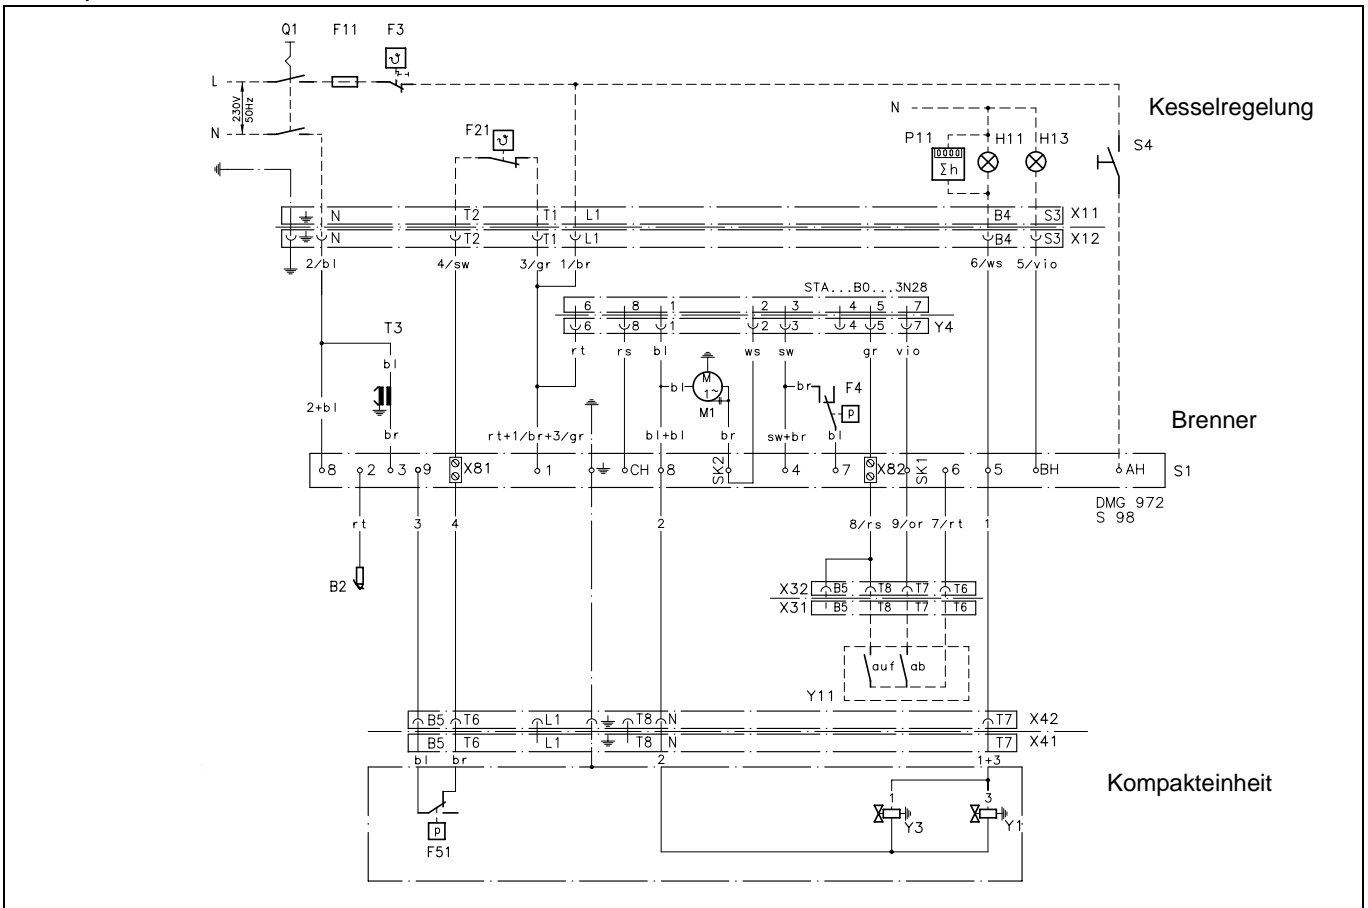 Q1 F11 F3
L
230V
50Hz
N
F21
N
P11 H11 H13
0000
Σh
S4
Kesselregelung
N T2 T1 L1 B4 S3 X11
N T2 T1 L1 B4 S3 X12
2/bl 4/sw 3/gr 1/br 6/ws 5/vio
STA...B0...3N28
6 8 1 2 3 4 5 7
6 8 1 2 3 4 5 7 Y4
rt rs bl ws sw gr vio
T3
bl
bl M 1~ M1
br F4
p
2+bl
br rt+1/br+3/gr bl+bl br sw+br bl
Brenner
8 2 3 9 X81 1 CH 8 SK2 4 7 X82 SK1 6 5 BH AH S1
DMG 972
S 98
rt 3 4 2 8/rs 9/or 7/rt 1
B2
X32 B5 T8 T7 T6
X31 B5 T8 T7 T6
auf ab
Y11
B5 T6 L1 T8 N T7 X42
B5 T6 L1 T8 N T7 X41
bl br 2 1+3
Kompakteinheit
1 3
Y3 Y1
p
F51